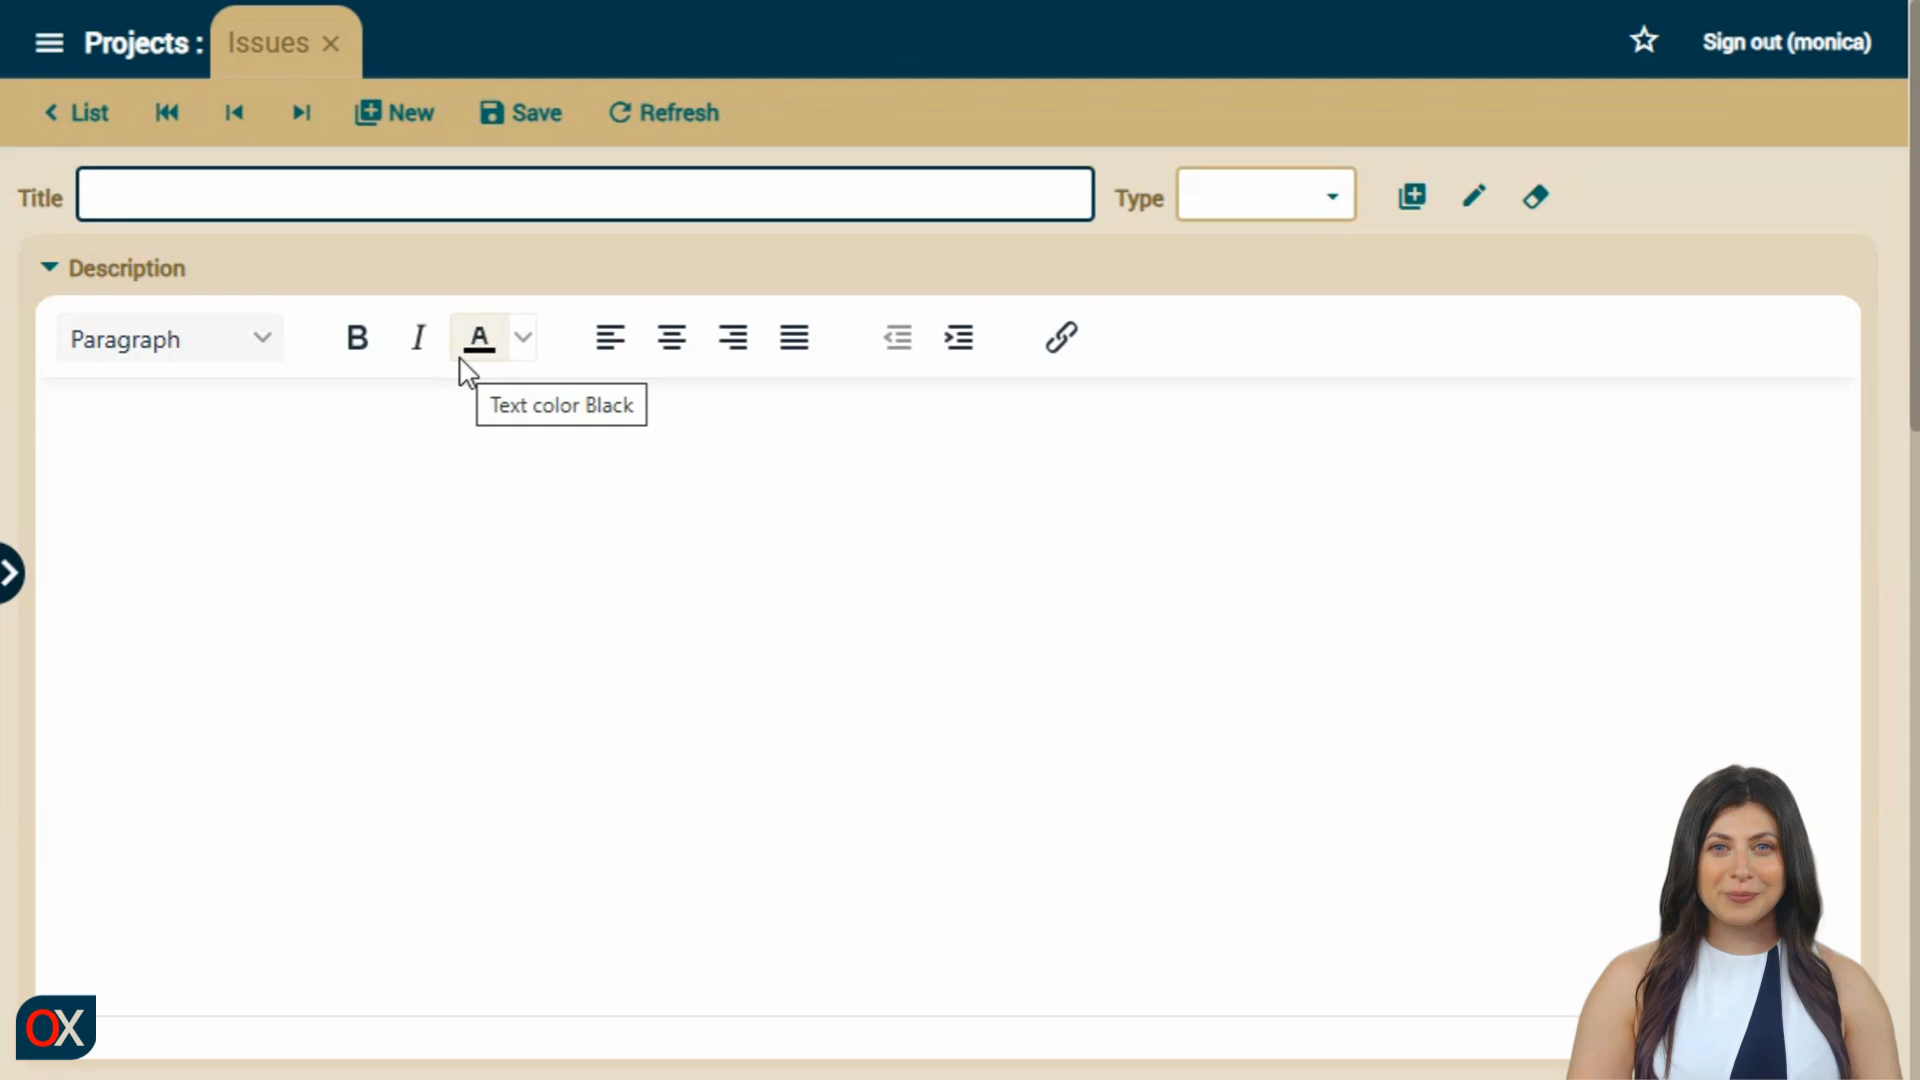 Projects :
Issues
Sign out (monica)
List
New
Save
Refresh
Title
Type
Description
Paragraph
B
I
A
Text color Black
OX